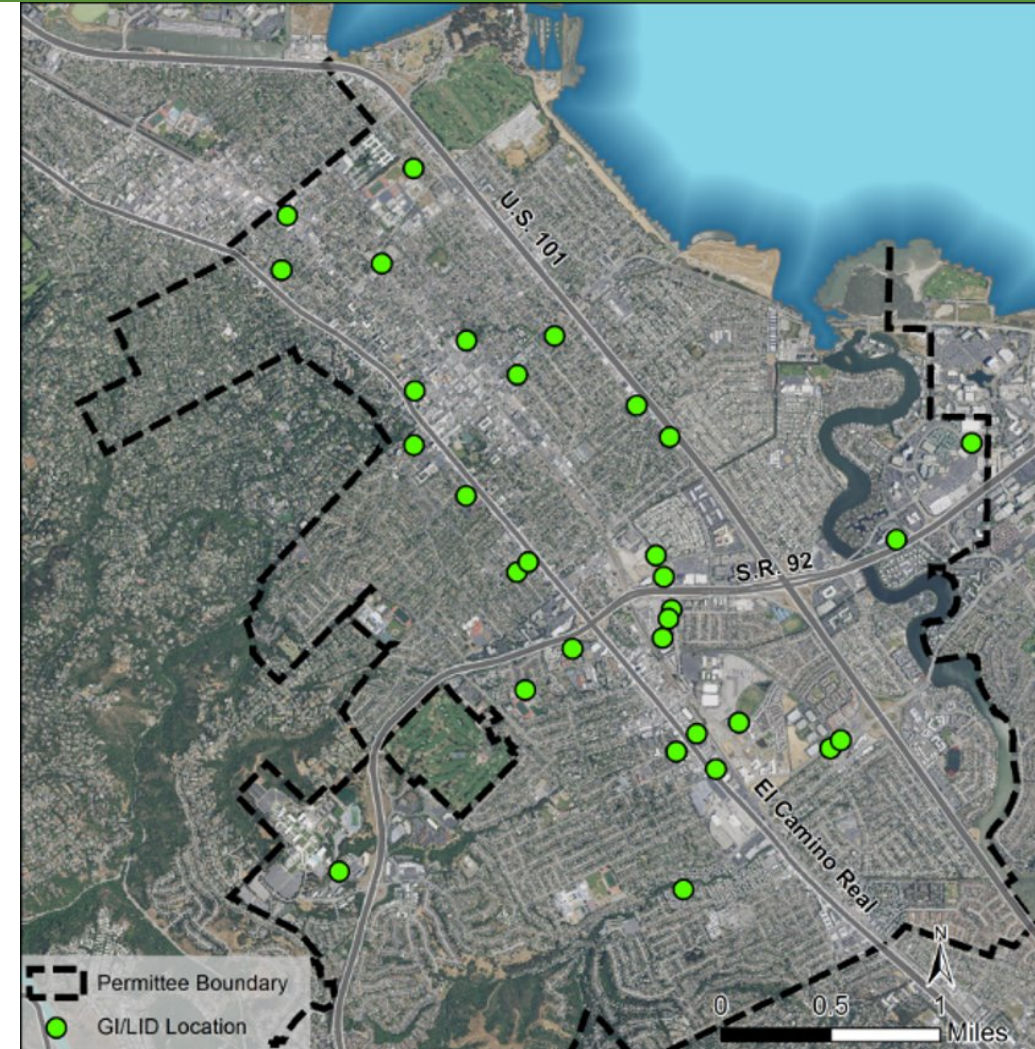 U.S. 101
S.R. 92
El Camino Real
Permittee Boundary
GI/LID Location
N
0 0.5 1
Miles